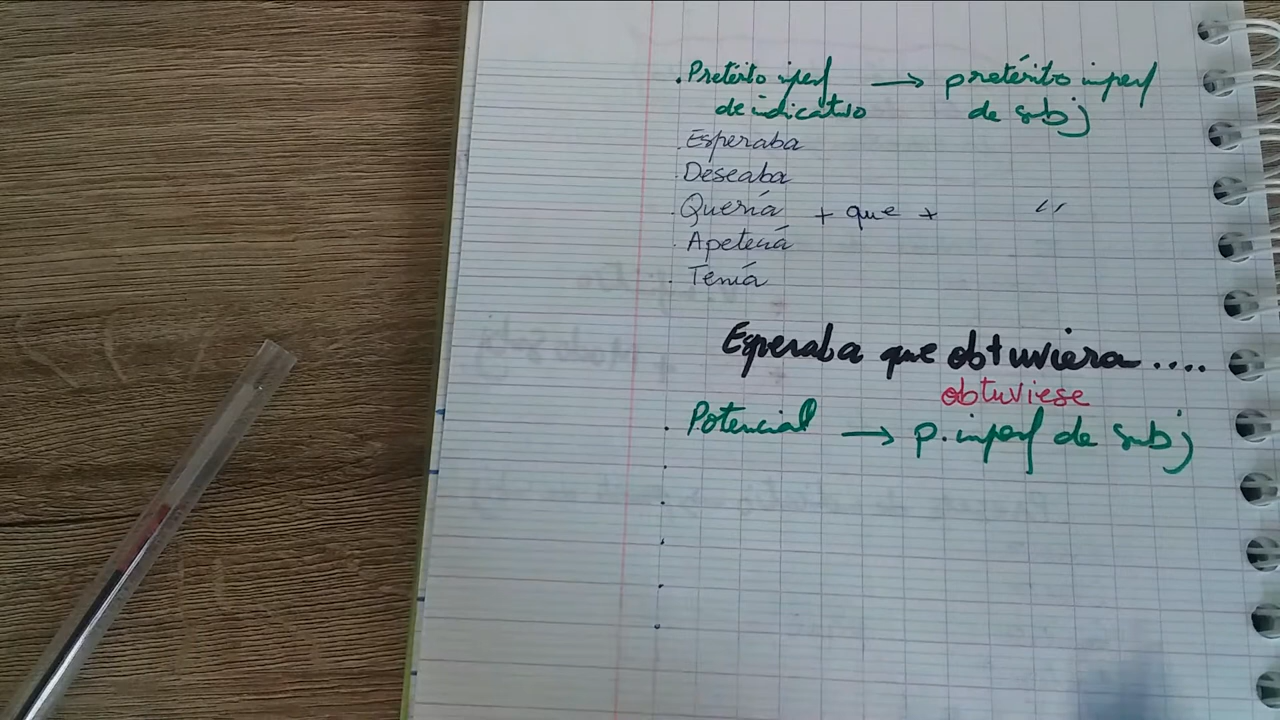 . Pretérito imperf → pretérito imperf
de indicativo de subj
. Esperaba
. Deseaba
. Quería + que + "
. Apetecía
. Tenía
Esperaba que obtuviera ....
obtuviese
. Potencial → p. imperf de subj